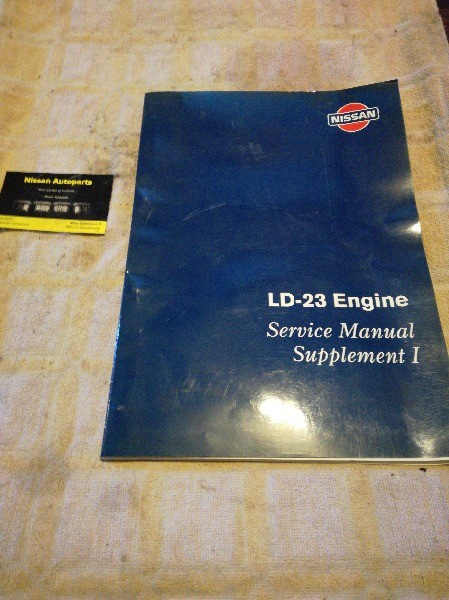 NISSAN
LD-23 Engine
Service Manual
Supplement I
Nissan Autoparts